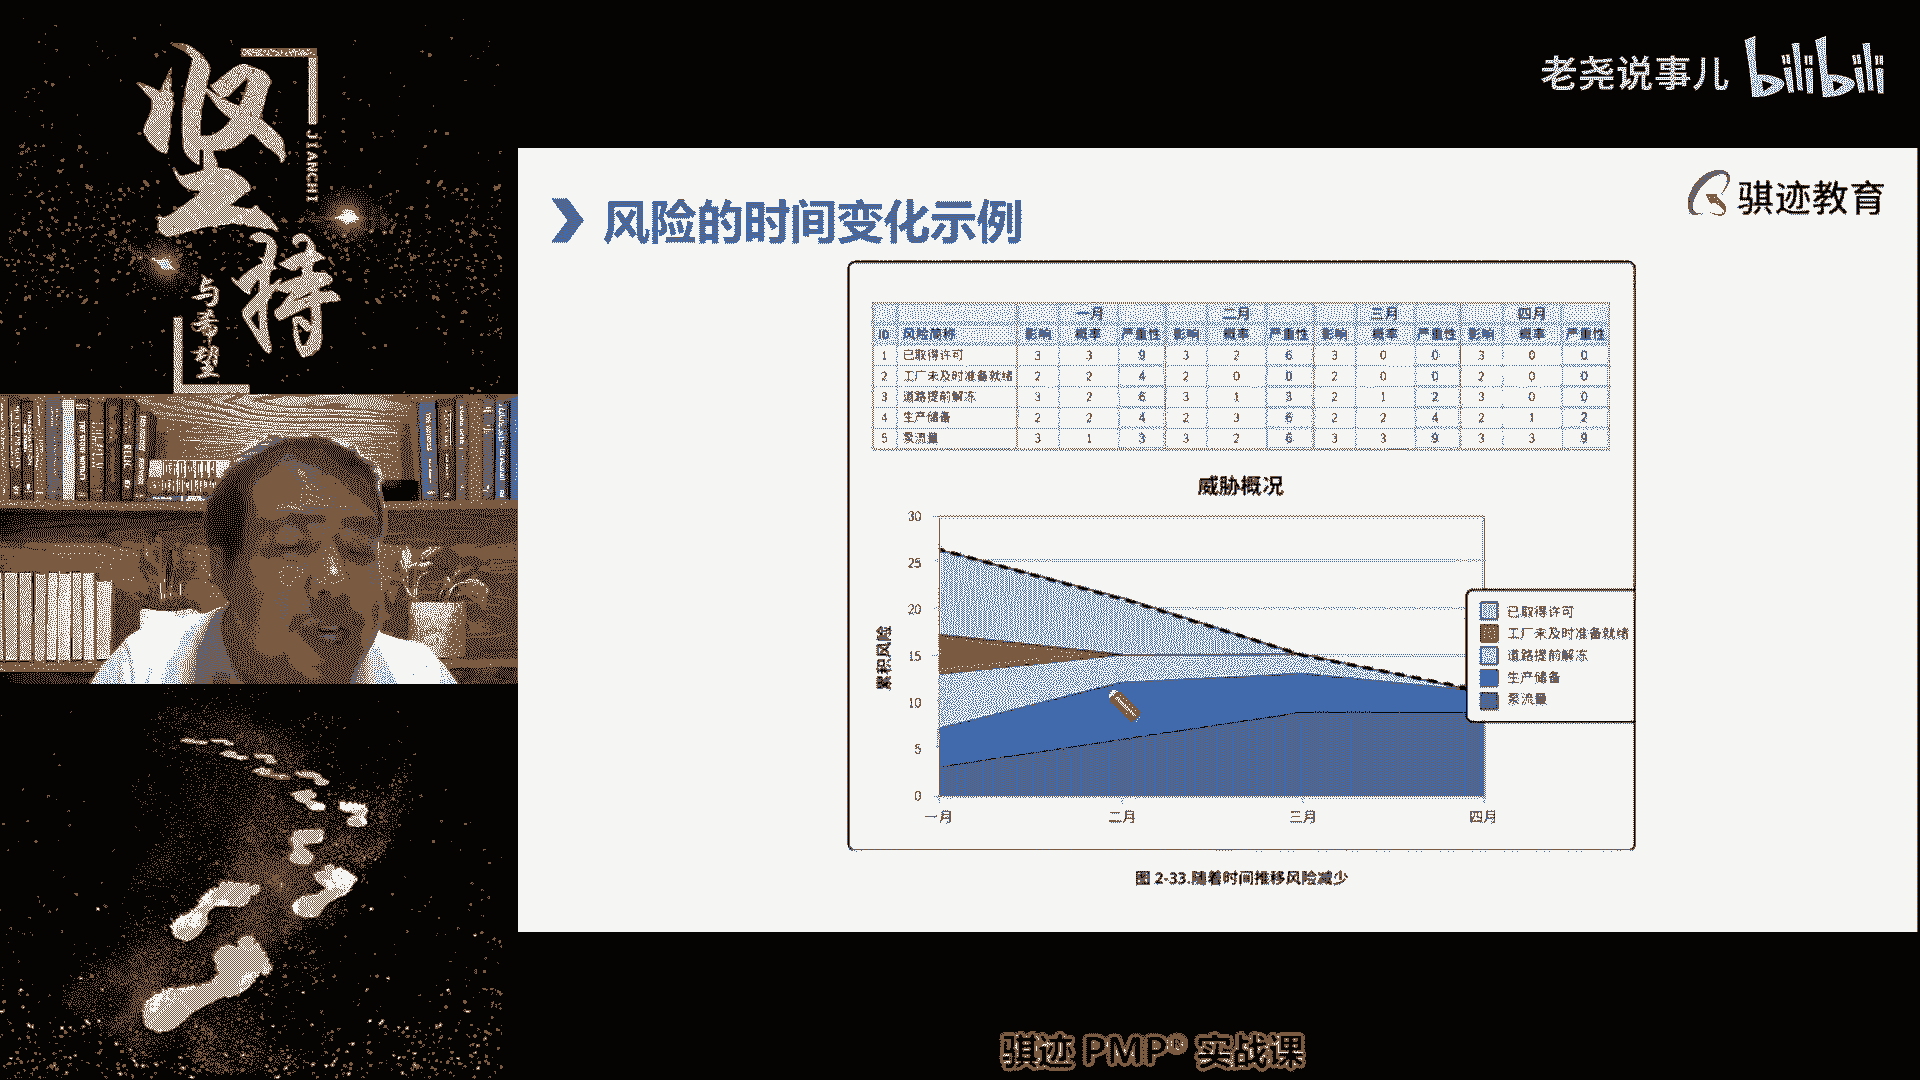 坚持
JIANCHI
与希望
老尧说事儿 bilibili
骐迹教育
风险的时间变化示例
一月 二月 三月 四月
ID 风险简称 影响 概率 严重性 影响 概率 严重性 影响 概率 严重性 影响 概率 严重性
1 已取得许可 3 3 9 3 2 6 3 0 0 3 0 0
2 工厂未及时准备就绪 2 2 4 2 0 0 2 0 0 2 0 0
3 道路提前解冻 3 2 6 3 1 3 2 1 2 3 0 0
4 生产储备 2 2 4 2 3 6 2 2 4 2 1 2
5 泵流量 3 1 3 3 2 6 3 3 9 3 3 9
威胁概况
30
25
20
15
10
5
0
累积风险
一月 二月 三月 四月
已取得许可
工厂未及时准备就绪
道路提前解冻
生产储备
泵流量
图 2-33.随着时间推移风险减少
骐迹 PMP® 实战课